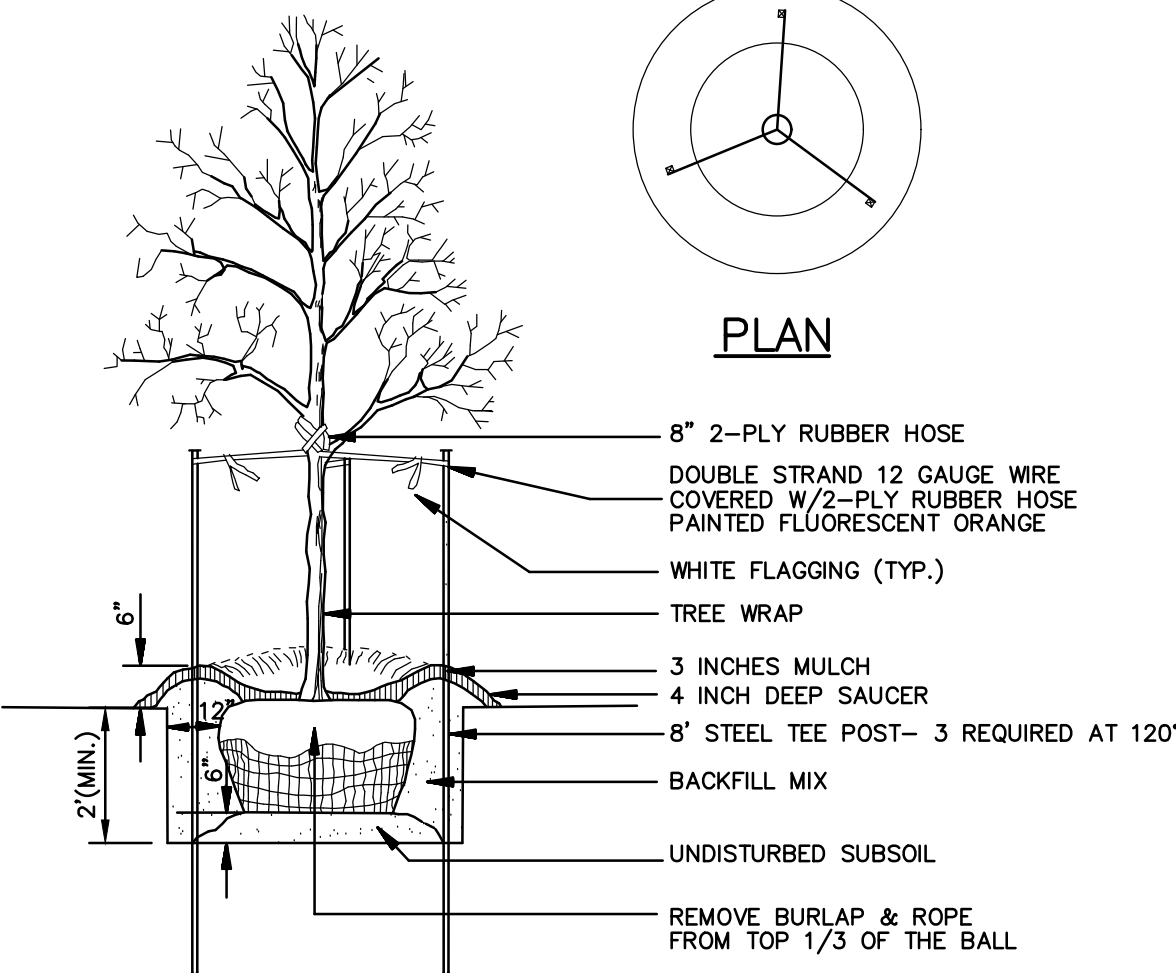 PLAN
8" 2-PLY RUBBER HOSE
DOUBLE STRAND 12 GAUGE WIRE
COVERED W/2-PLY RUBBER HOSE
PAINTED FLUORESCENT ORANGE
WHITE FLAGGING (TYP.)
TREE WRAP
6"
3 INCHES MULCH
4 INCH DEEP SAUCER
12"
8' STEEL TEE POST- 3 REQUIRED AT 120°
6"
2'(MIN.)
BACKFILL MIX
UNDISTURBED SUBSOIL
REMOVE BURLAP & ROPE
FROM TOP 1/3 OF THE BALL